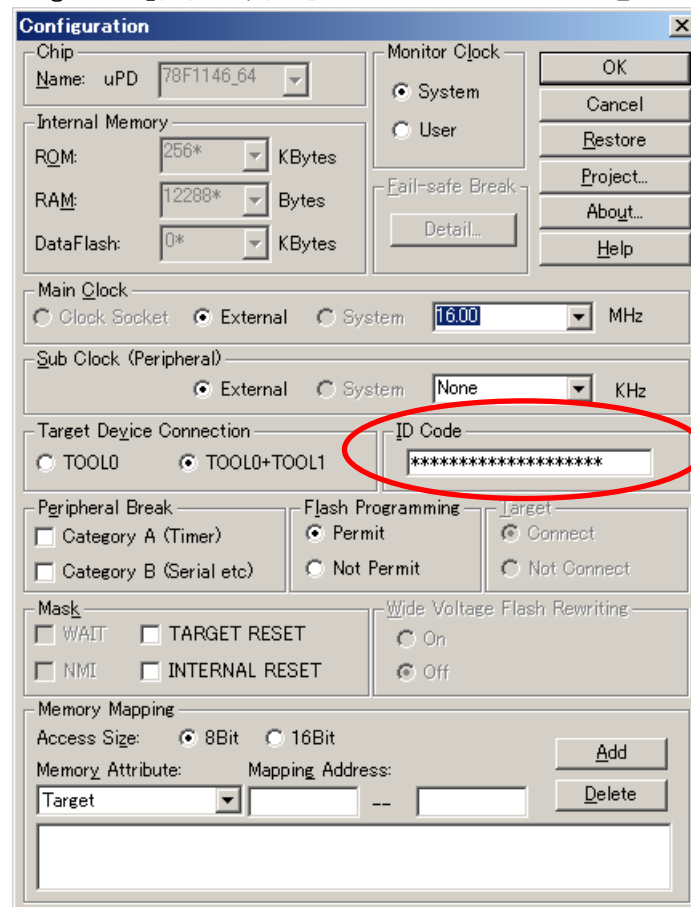 Configuration
Chip
Name: uPD 78F1146_64
Internal Memory
ROM: 256* KBytes
RAM: 12288* Bytes
DataFlash: 0* KBytes
Monitor Clock
System
User
Fail-safe Break
Detail...
OK
Cancel
Restore
Project...
About...
Help
Main Clock
Clock Socket External System 16.00 MHz
Sub Clock (Peripheral)
External System None KHz
Target Device Connection
TOOL0 TOOL0+TOOL1
ID Code
********************
Peripheral Break
Category A (Timer)
Category B (Serial etc)
Flash Programming
Permit
Not Permit
Target
Connect
Not Connect
Mask
WAIT TARGET RESET
NMI INTERNAL RESET
Wide Voltage Flash Rewriting
On
Off
Memory Mapping
Access Size: 8Bit 16Bit
Memory Attribute: Mapping Address:
Target --
Add
Delete